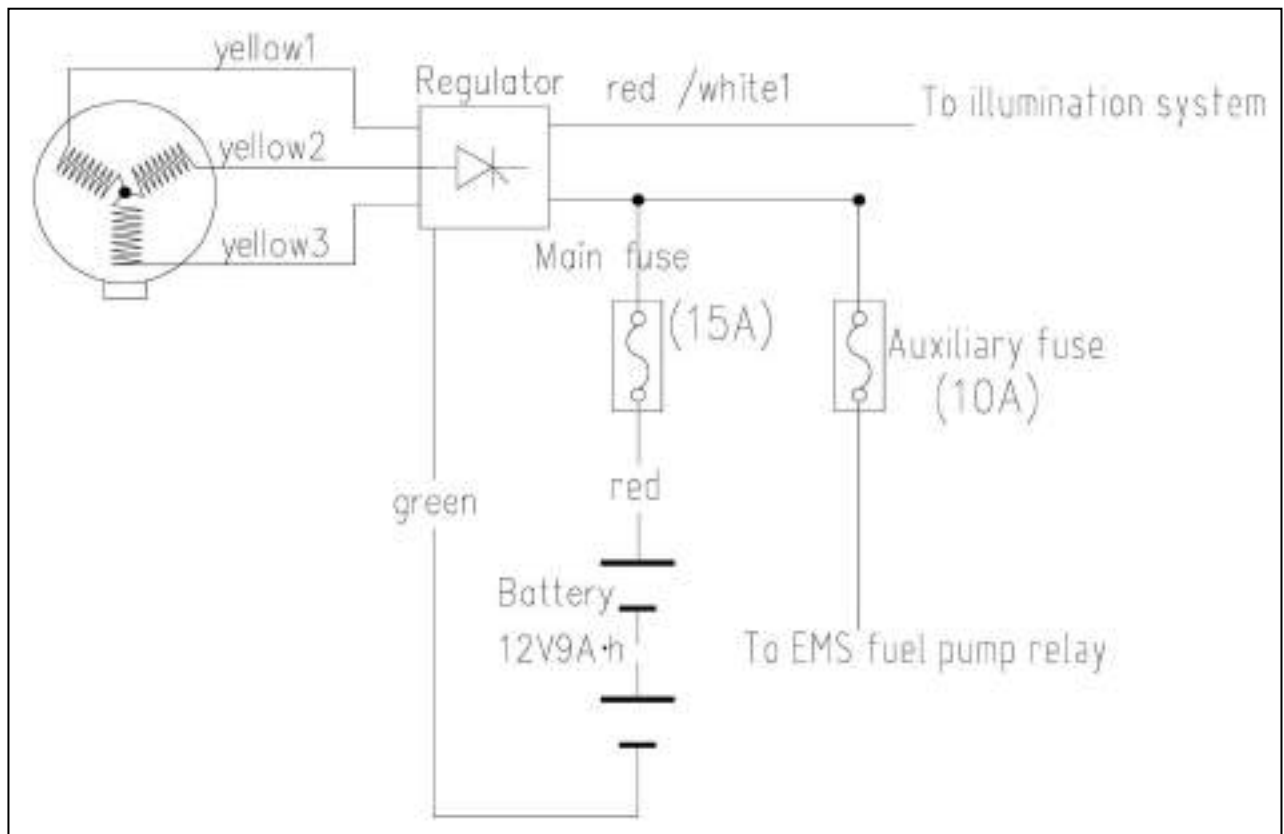 yellow1
Regulator
red /white1
To illumination system
yellow2
yellow3
Main fuse
(15A)
Auxiliary fuse
(10A)
red
green
Battery
12V9A·h
To EMS fuel pump relay